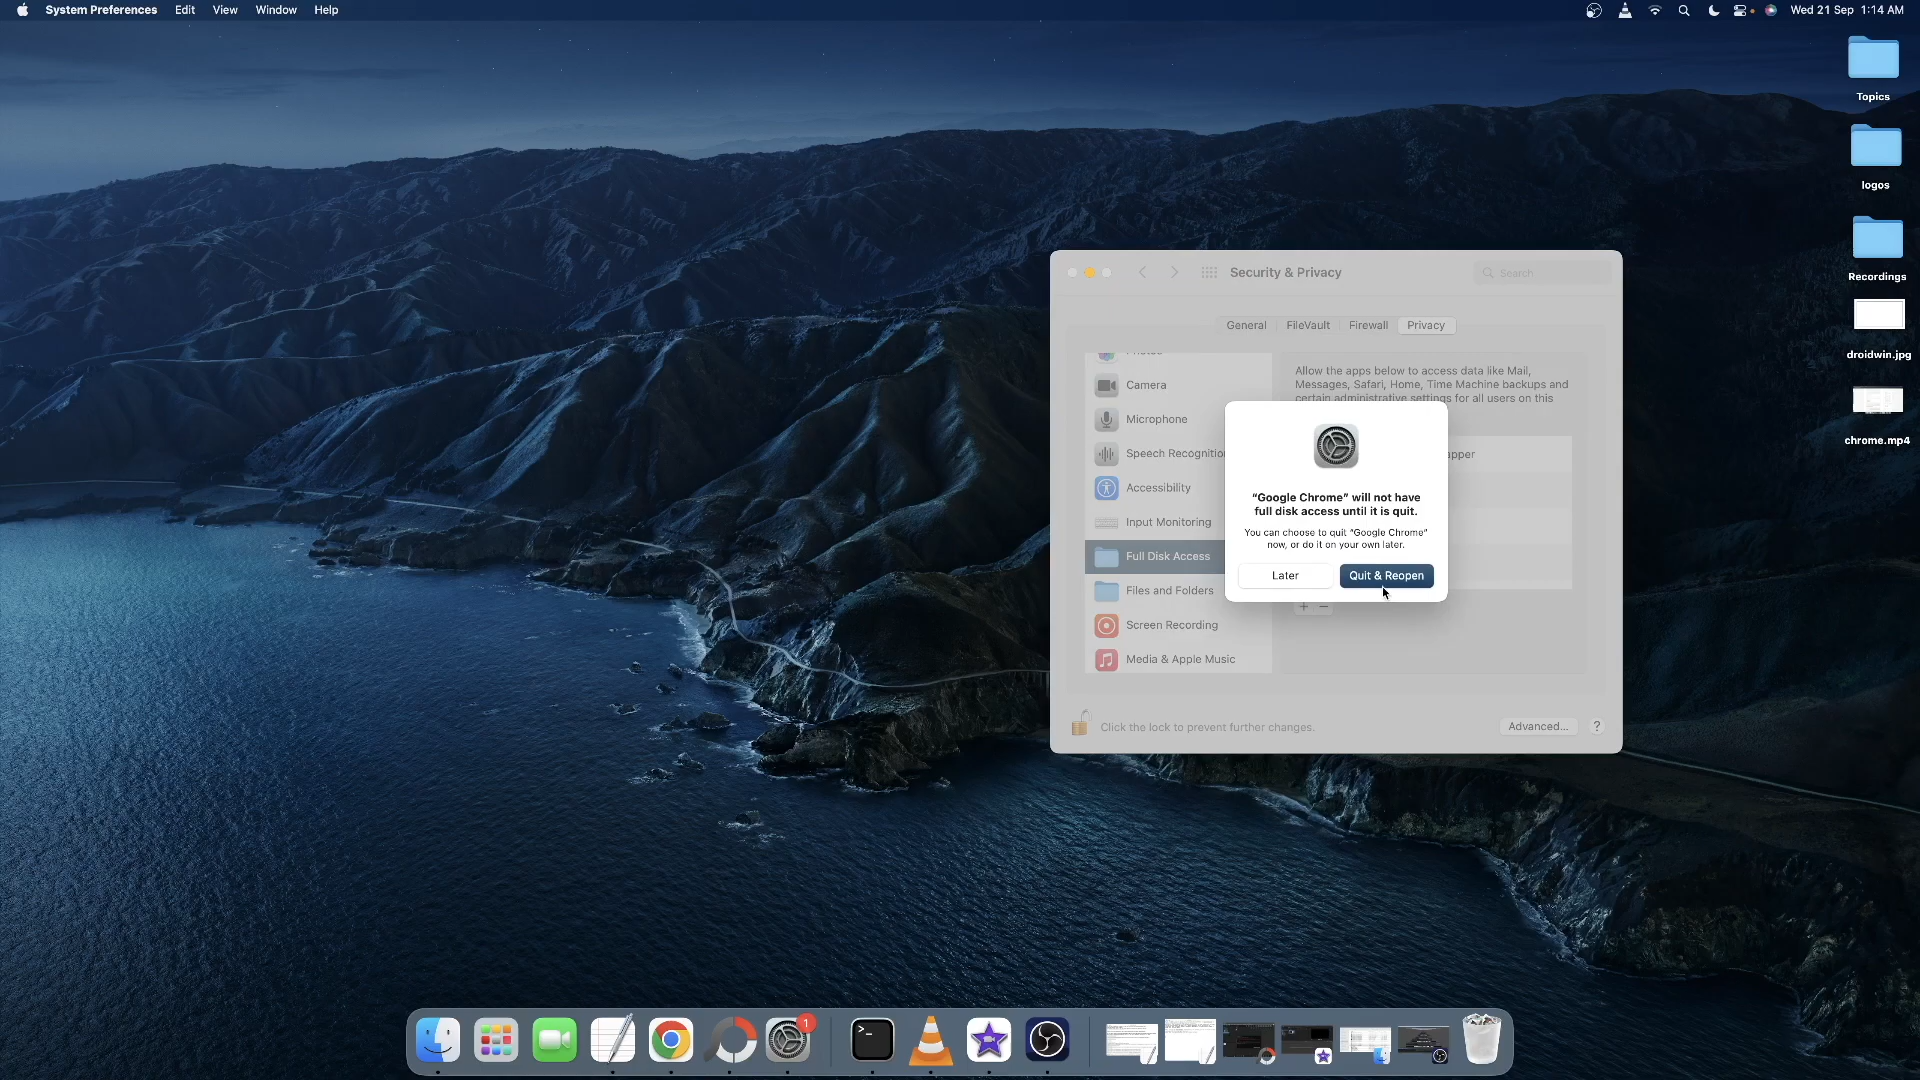 System Preferences Edit View Window Help
Wed 21 Sep 1:14 AM
Topics
logos
Recordings
droidwin.jpg
chrome.mp4
Security & Privacy
Search
General FileVault Firewall Privacy
Camera
Microphone
Speech Recognition
Accessibility
Input Monitoring
Full Disk Access
Files and Folders
Screen Recording
Media & Apple Music
Allow the apps below to access data like Mail,
Messages, Safari, Home, Time Machine backups and
certain administrative settings for all users on this
apper
“Google Chrome” will not have
full disk access until it is quit.
You can choose to quit “Google Chrome”
now, or do it on your own later.
Later Quit & Reopen
+ −
Click the lock to prevent further changes.
Advanced... ?
1
>_